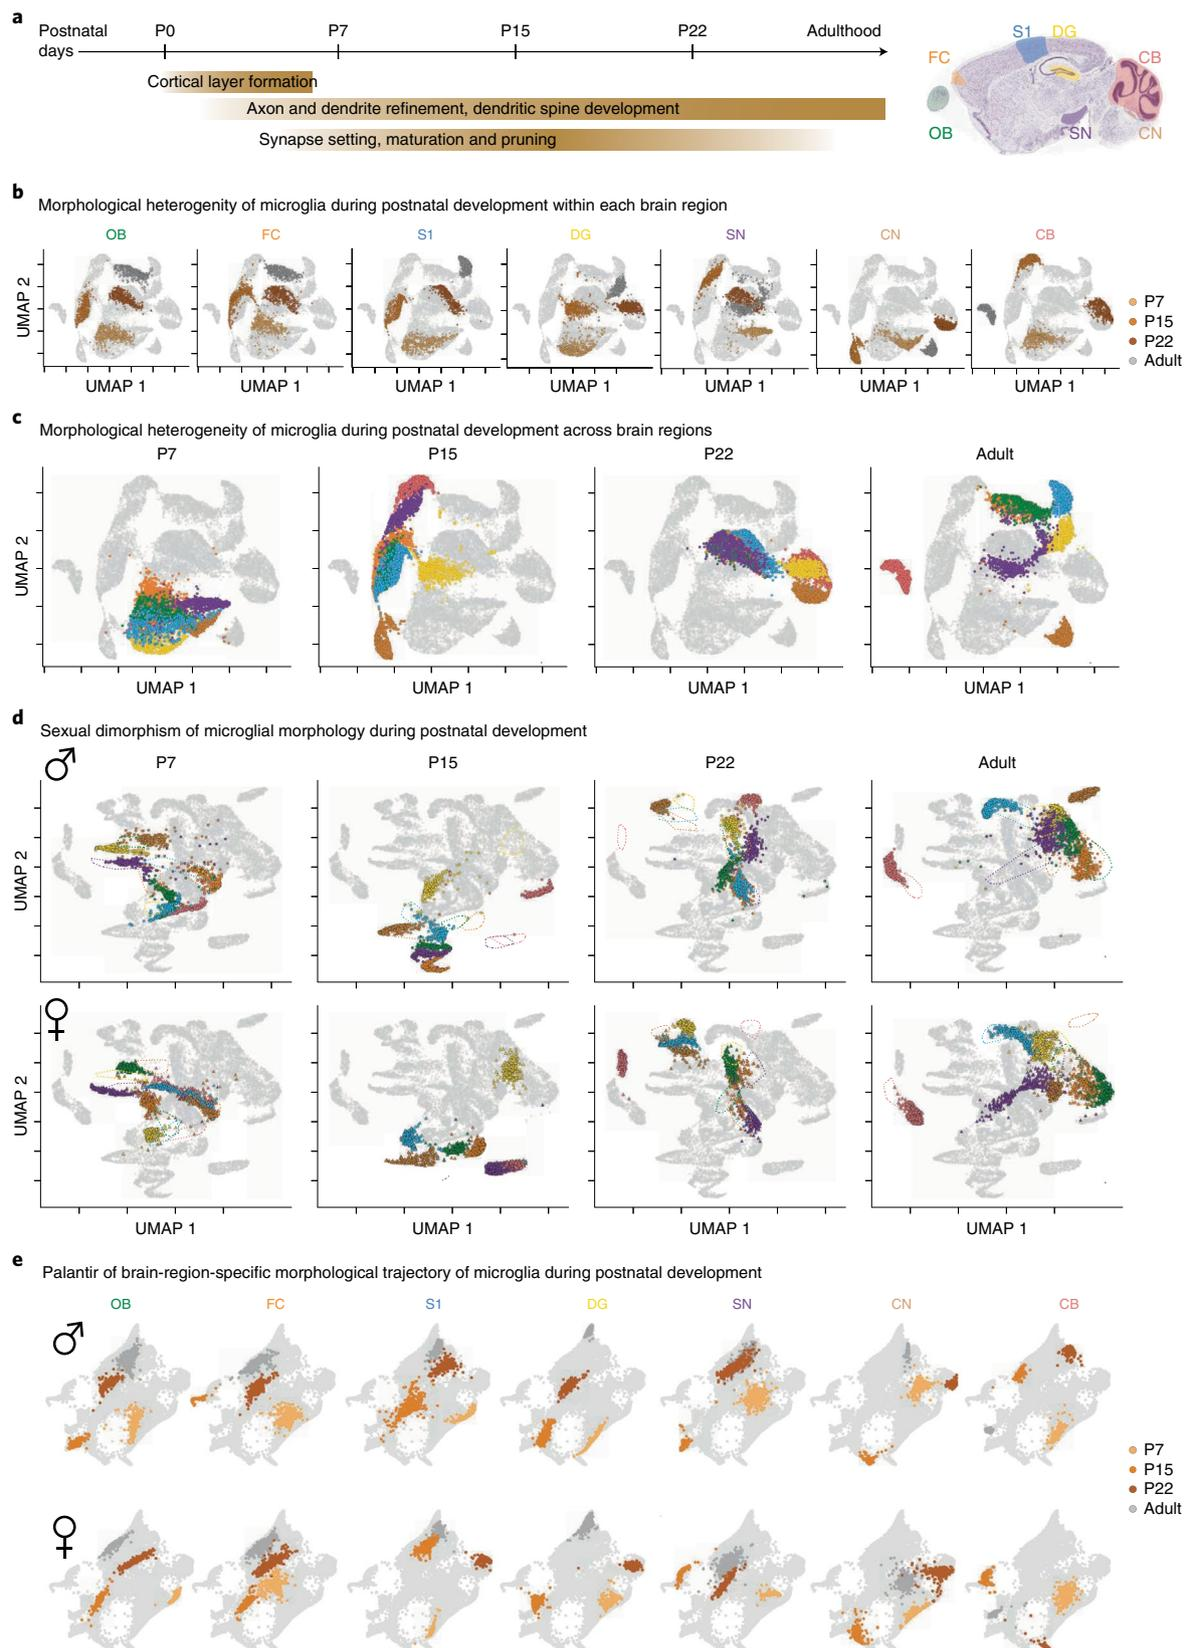 a
Postnatal days
P0 P7 P15 P22 Adulthood
Cortical layer formation
Axon and dendrite refinement, dendritic spine development
Synapse setting, maturation and pruning
S1 DG
FC CB
OB SN CN
b
Morphological heterogenity of microglia during postnatal development within each brain region
OB FC S1 DG SN CN CB
UMAP 2
P7
P15
P22
Adult
UMAP 1 UMAP 1 UMAP 1 UMAP 1 UMAP 1 UMAP 1 UMAP 1
c
Morphological heterogeneity of microglia during postnatal development across brain regions
P7 P15 P22 Adult
UMAP 2
UMAP 1 UMAP 1 UMAP 1 UMAP 1
d
Sexual dimorphism of microglial morphology during postnatal development
♂
P7 P15 P22 Adult
UMAP 2
♀
UMAP 2
UMAP 1 UMAP 1 UMAP 1 UMAP 1
e
Palantir of brain-region-specific morphological trajectory of microglia during postnatal development
OB FC S1 DG SN CN CB
♂
P7
P15
P22
Adult
♀